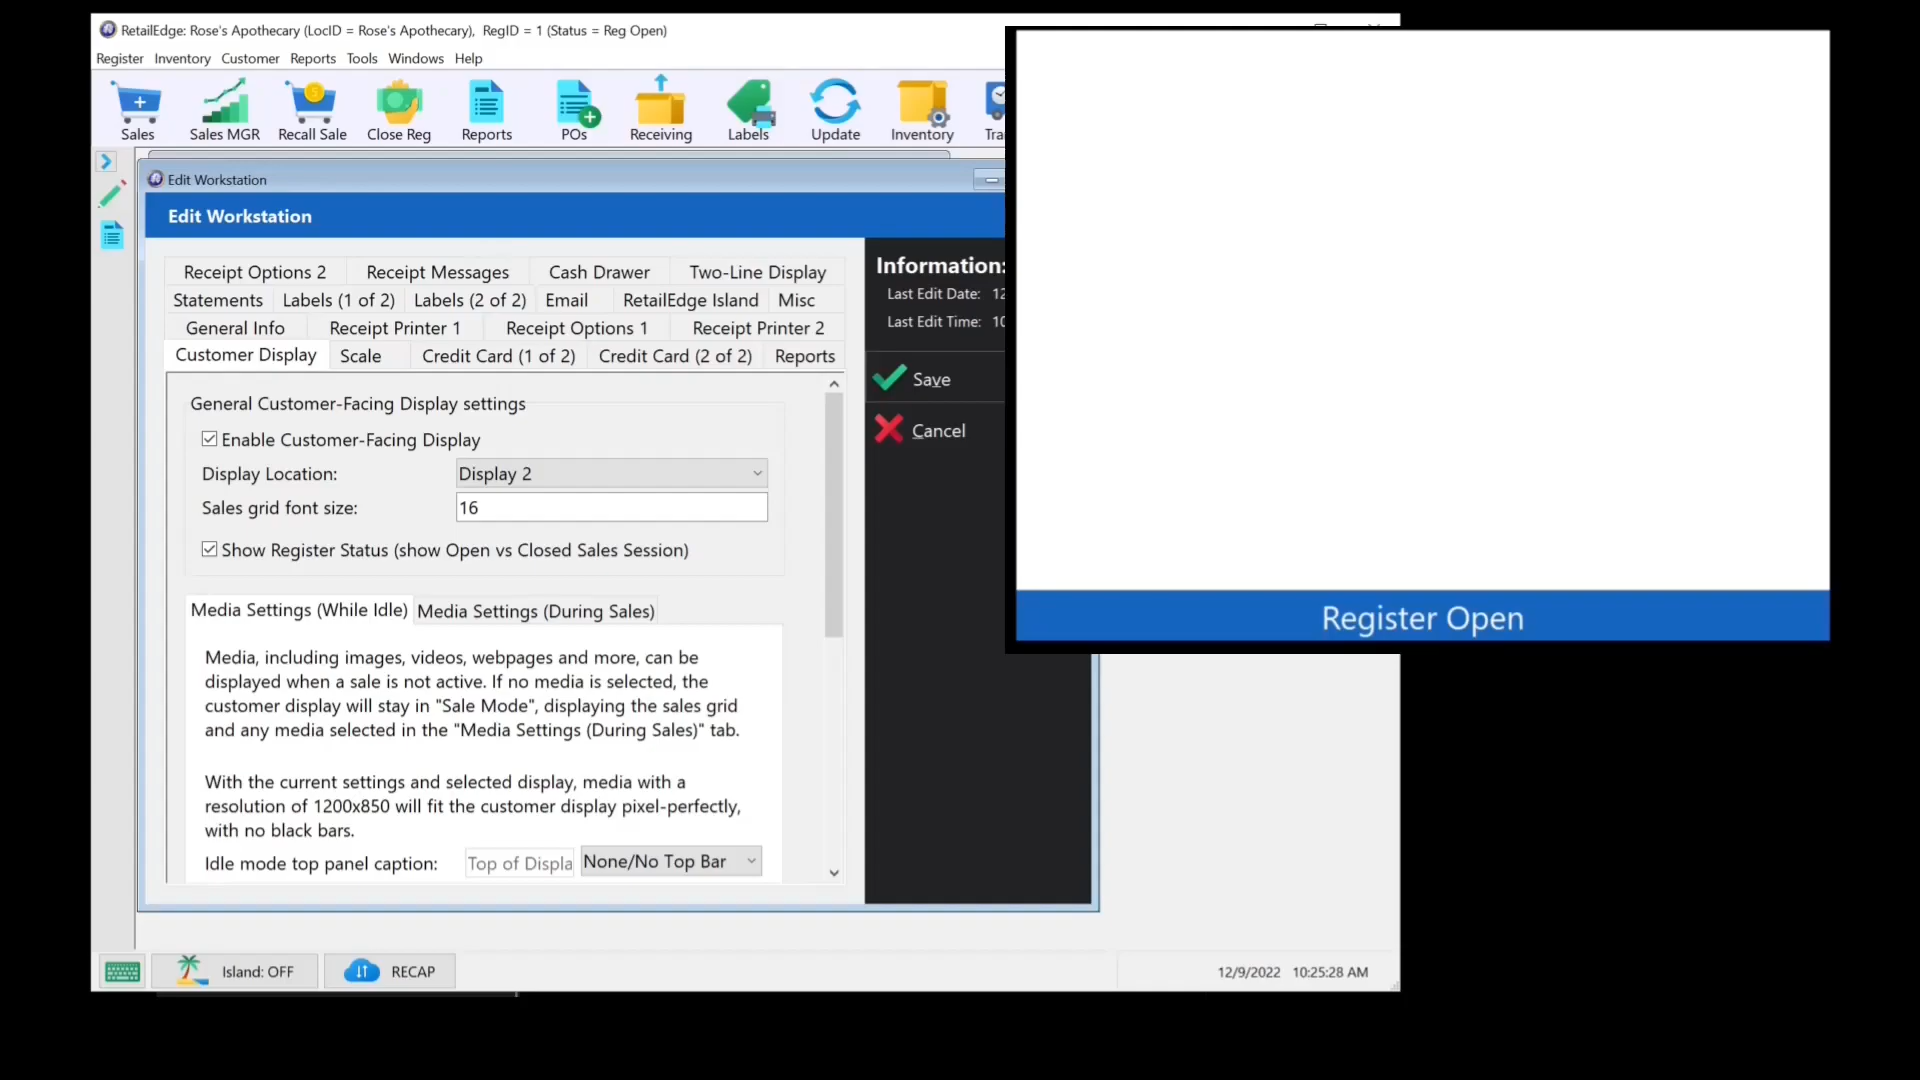 RetailEdge: Rose's Apothecary (LocID = Rose's Apothecary), RegID = 1 (Status = Reg Open)
Register Inventory Customer Reports Tools Windows Help
Sales Sales MGR Recall Sale Close Reg Reports POs Receiving Labels Update Inventory Tra
Edit Workstation
Edit Workstation
Receipt Options 2 Receipt Messages Cash Drawer Two-Line Display
Statements Labels (1 of 2) Labels (2 of 2) Email RetailEdge Island Misc
General Info Receipt Printer 1 Receipt Options 1 Receipt Printer 2
Customer Display Scale Credit Card (1 of 2) Credit Card (2 of 2) Reports
General Customer-Facing Display settings
Enable Customer-Facing Display
Display Location: Display 2
Sales grid font size: 16
Show Register Status (show Open vs Closed Sales Session)
Media Settings (While Idle) Media Settings (During Sales)
Media, including images, videos, webpages and more, can be
displayed when a sale is not active. If no media is selected, the
customer display will stay in "Sale Mode", displaying the sales grid
and any media selected in the "Media Settings (During Sales)" tab.
With the current settings and selected display, media with a
resolution of 1200x850 will fit the customer display pixel-perfectly,
with no black bars.
Idle mode top panel caption: Top of Displa None/No Top Bar
Information:
Last Edit Date: 12
Last Edit Time: 10
Save
Cancel
Register Open
Island: OFF RECAP 12/9/2022 10:25:28 AM